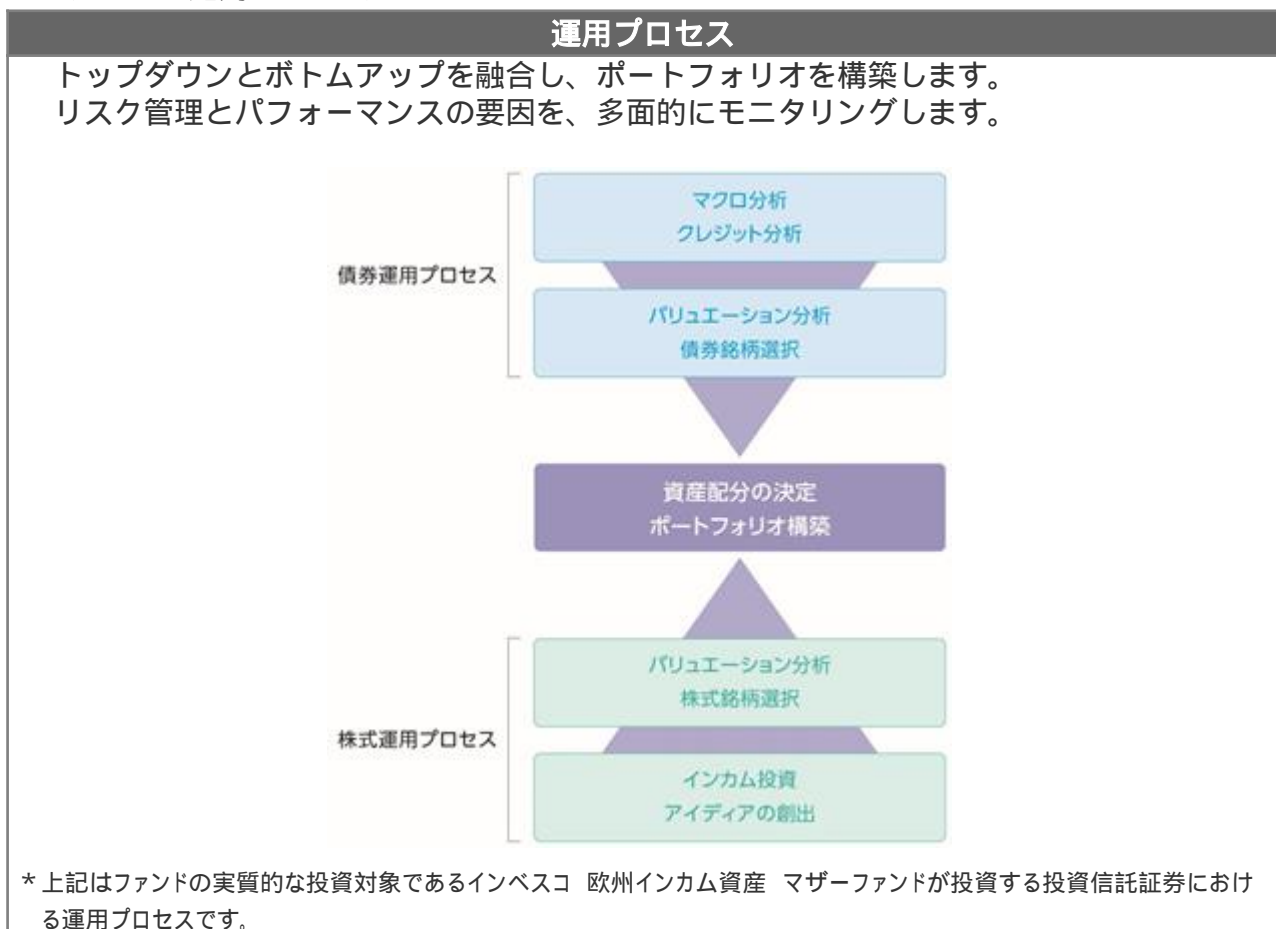 運用プロセス
トップダウンとボトムアップを融合し、ポートフォリオを構築します。
リスク管理とパフォーマンスの要因を、多面的にモニタリングします。
マクロ分析
クレジット分析
債券運用プロセス
バリュエーション分析
債券銘柄選択
資産配分の決定
ポートフォリオ構築
バリュエーション分析
株式銘柄選択
株式運用プロセス
インカム投資
アイディアの創出
*上記はファンドの実質的な投資対象であるインベスコ 欧州インカム資産 マザーファンドが投資する投資信託証券におけ
る運用プロセスです。